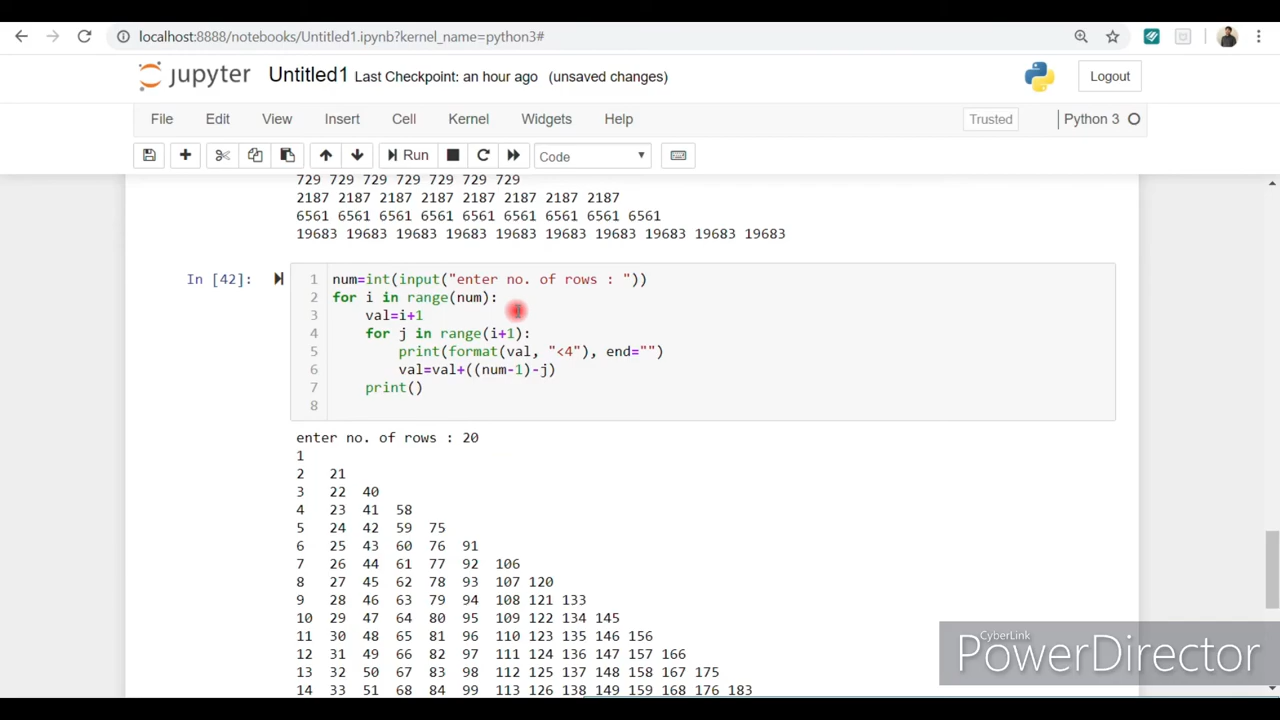 localhost:8888/notebooks/Untitled1.ipynb?kernel_name=python3#
jupyter Untitled1 Last Checkpoint: an hour ago (unsaved changes) Logout
File Edit View Insert Cell Kernel Widgets Help Trusted Python 3
Run Code
729 729 729 729 729 729 729
2187 2187 2187 2187 2187 2187 2187 2187
6561 6561 6561 6561 6561 6561 6561 6561 6561
19683 19683 19683 19683 19683 19683 19683 19683 19683 19683
In [42]: 1 num=int(input("enter no. of rows : "))
2 for i in range(num):
3 val=i+1
4 for j in range(i+1):
5 print(format(val, "<4"), end="")
6 val=val+((num-1)-j)
7 print()
8
enter no. of rows : 20
1
2 21
3 22 40
4 23 41 58
5 24 42 59 75
6 25 43 60 76 91
7 26 44 61 77 92 106
8 27 45 62 78 93 107 120
9 28 46 63 79 94 108 121 133
10 29 47 64 80 95 109 122 134 145
11 30 48 65 81 96 110 123 135 146 156
12 31 49 66 82 97 111 124 136 147 157 166
13 32 50 67 83 98 112 125 137 148 158 167 175
14 33 51 68 84 99 113 126 138 149 159 168 176 183
CyberLink
PowerDirector